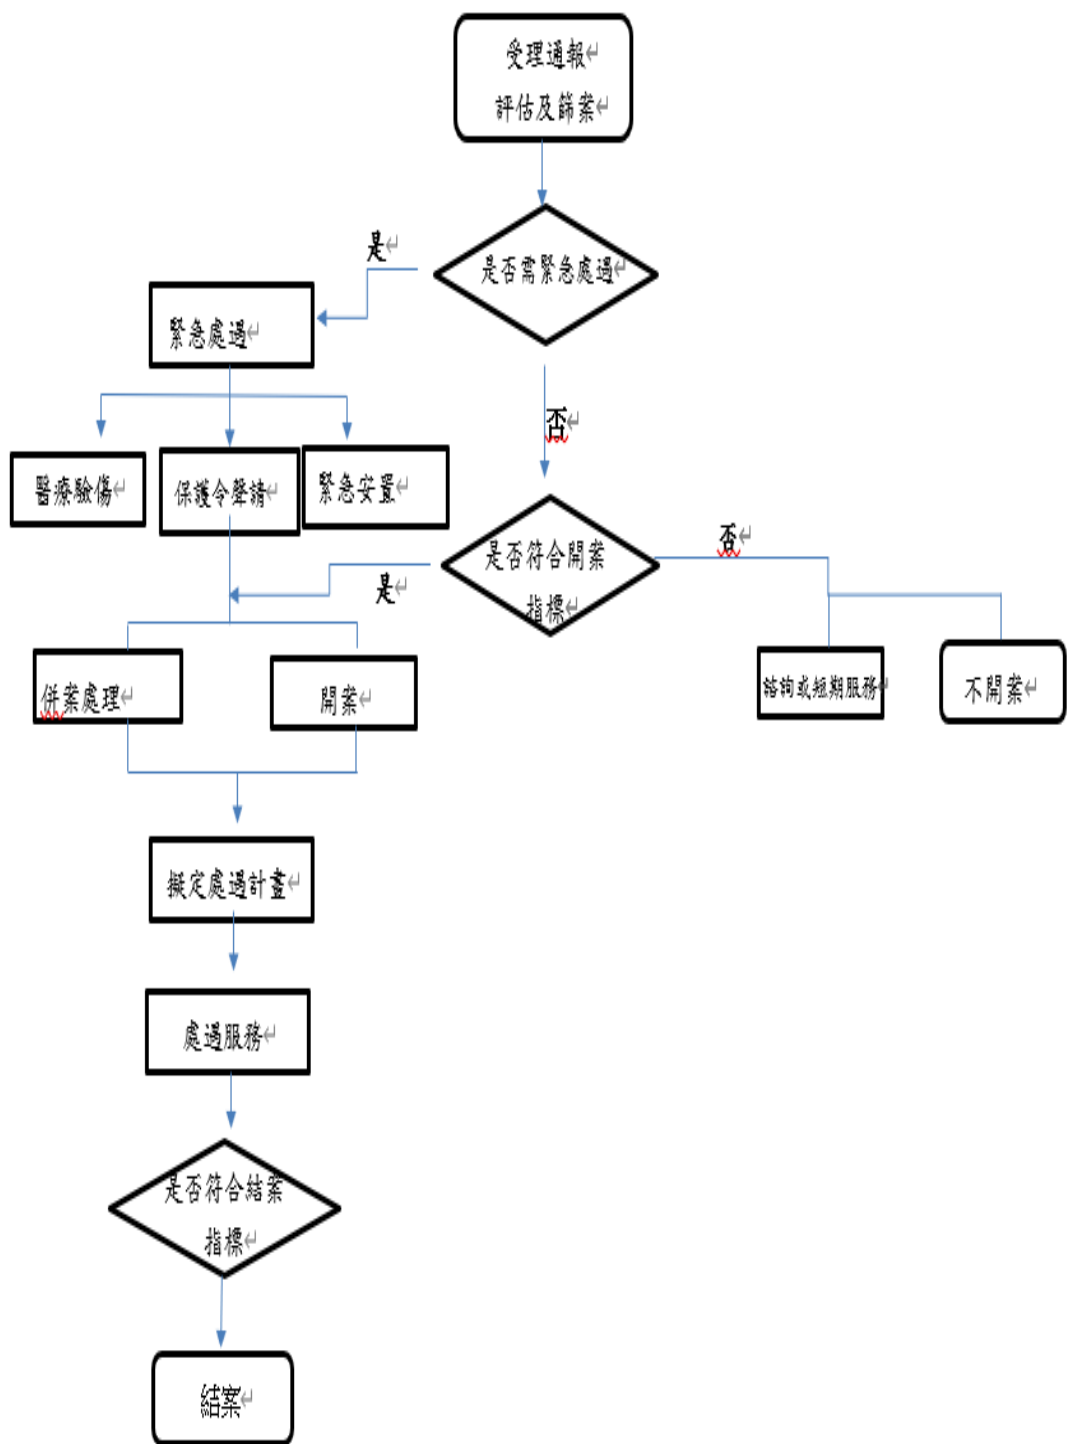 受理通報
評估及篩案
是否需緊急處遇
是
緊急處遇
否
醫療驗傷
保護令聲請
緊急安置
是否符合開案
指標
否
是
併案處理
開案
諮詢或短期服務
不開案
擬定處遇計畫
處遇服務
是否符合結案
指標
結案